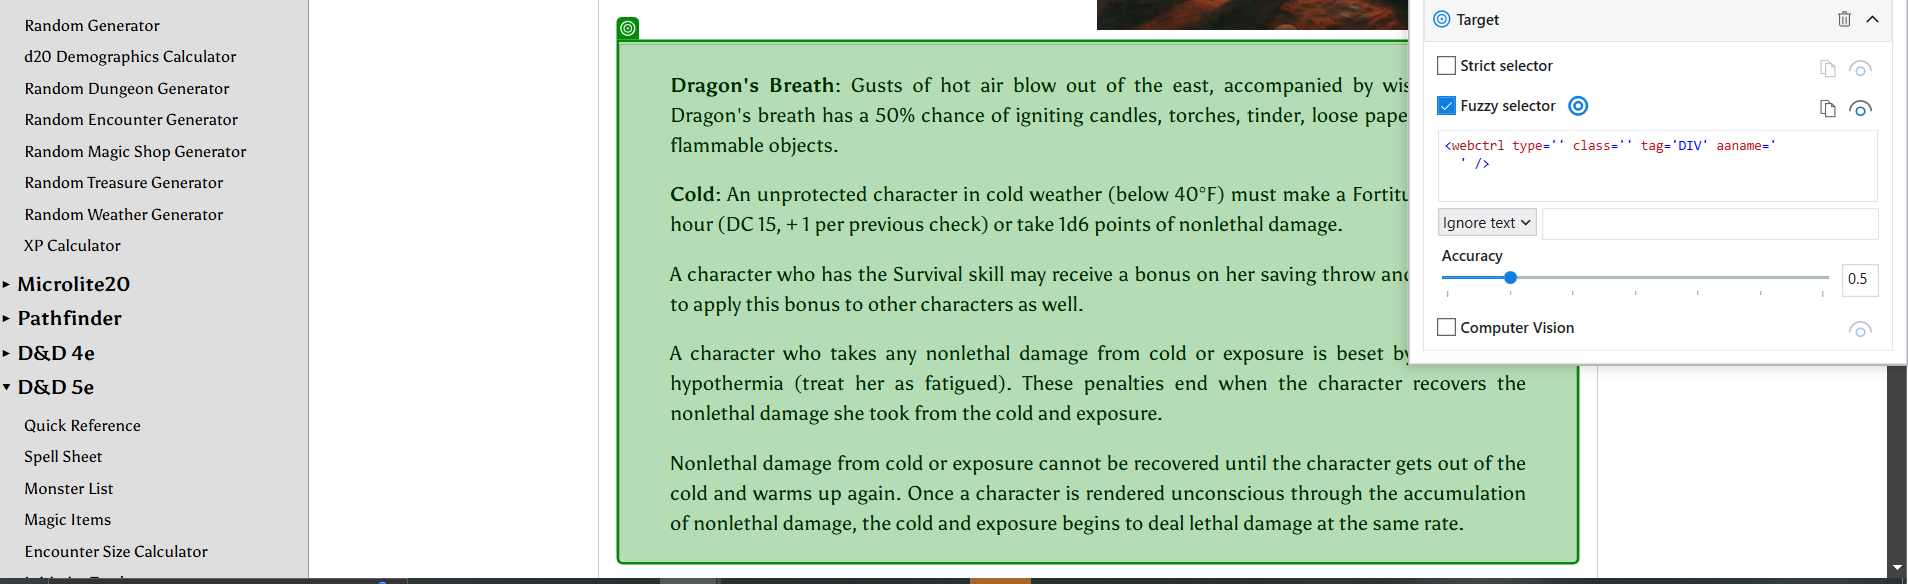 Random Generator
d20 Demographics Calculator
Random Dungeon Generator
Random Encounter Generator
Random Magic Shop Generator
Random Treasure Generator
Random Weather Generator
XP Calculator
Microlite20
Pathfinder
D&D 4e
D&D 5e
Quick Reference
Spell Sheet
Monster List
Magic Items
Encounter Size Calculator
Dragon's Breath: Gusts of hot air blow out of the east, accompanied by
Dragon's breath has a 50% chance of igniting candles, torches, tinder, loose
flammable objects.
Cold: An unprotected character in cold weather (below 40°F) must make a
hour (DC 15, + 1 per previous check) or take 1d6 points of nonlethal damage.
A character who has the Survival skill may receive a bonus on her saving throw
to apply this bonus to other characters as well.
A character who takes any nonlethal damage from cold or exposure is beset
hypothermia (treat her as fatigued). These penalties end when the character recovers the
nonlethal damage she took from the cold and exposure.
Nonlethal damage from cold or exposure cannot be recovered until the character gets out of the
cold and warms up again. Once a character is rendered unconscious through the accumulation
of nonlethal damage, the cold and exposure begins to deal lethal damage at the same rate.
Target
Strict selector
Fuzzy selector
<webctrl type='' class='' tag='DIV' aaname='
' />
Ignore text
Accuracy
0.5
Computer Vision